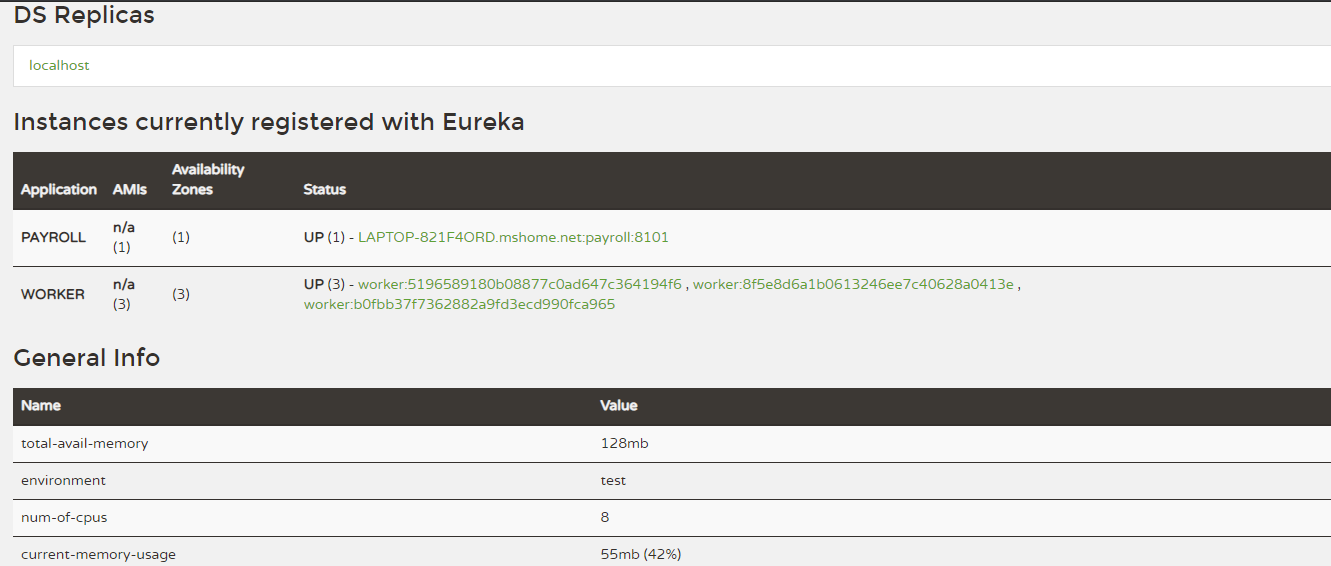 DS Replicas
localhost
Instances currently registered with Eureka
Availability
Application AMIs Zones Status
n/a
PAYROLL (1) UP (1) - LAPTOP-821F4ORD.mshome.net:payroll:8101
(1)
n/a UP (3) - worker:5196589180b08877c0ad647c364194f6 , worker:8f5e8d6a1b0613246ee7c40628a0413e ,
WORKER (3)
(3) worker:b0fbb37f7362882a9fd3ecd990fca965
General Info
Name Value
total-avail-memory 128mb
environment test
num-of-cpus 8
current-memory-usage 55mb (42%)